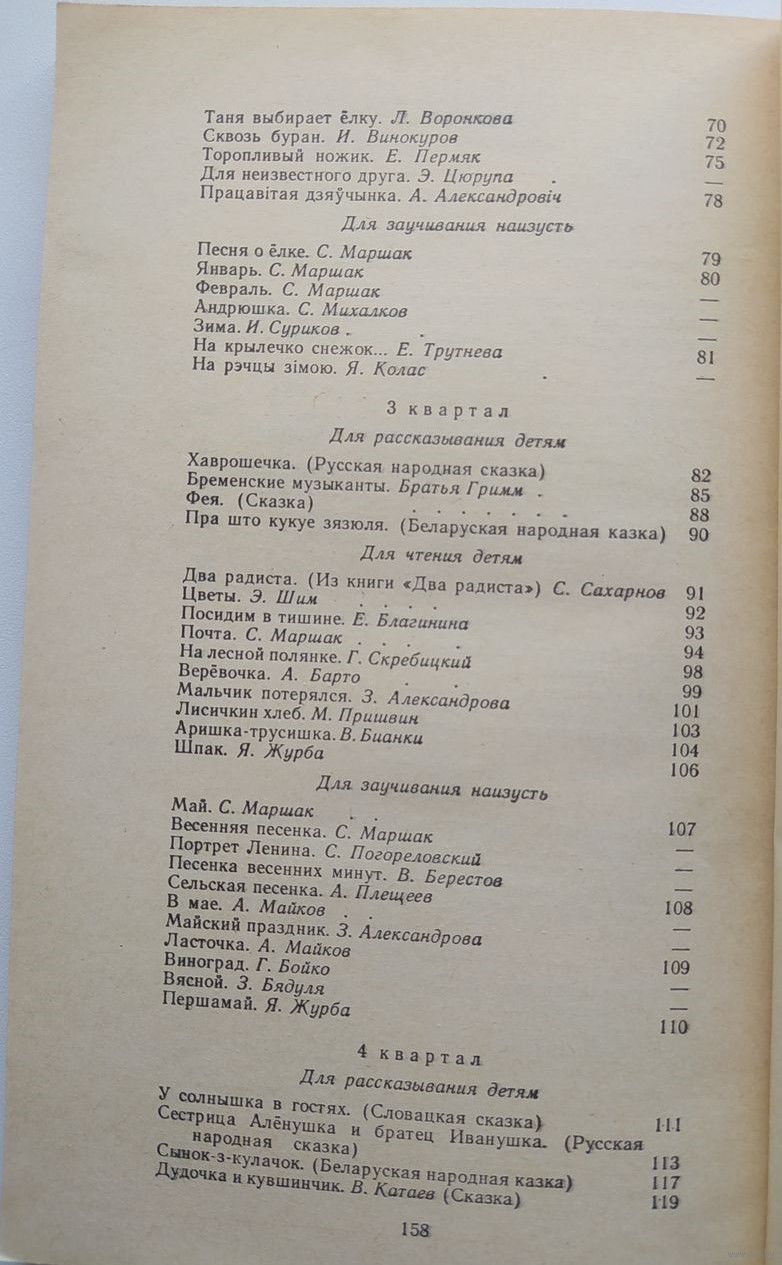 Таня выбирает ёлку. Л. Воронкова 70
Сквозь буран. И. Винокуров 72
Торопливый ножик. Е. Пермяк 75
Для неизвестного друга. Э. Цюрупа . —
Працавітая дзяўчынка. А. Александровіч 78
Для заучивания наизусть
Песня о ёлке. С. Маршак 79
Январь. С. Маршак 80
Февраль. С. Маршак —
Андрюшка. С. Михалков —
Зима. И. Суриков . . —
На крылечко снежок... Е. Трутнева 81
На рэчцы зімою. Я. Колас . —
3 квартал
Для рассказывания детям
Хаврошечка. (Русская народная сказка) 82
Бременские музыканты. Братья Гримм . 85
Фея. (Сказка) . . . . . . . 88
Пра што кукуе зязюля. (Беларуская народная казка) 90
Для чтения детям
Два радиста. (Из книги «Два радиста») С. Сахарнов 91
Цветы. Э. Шим . . . . 92
Посидим в тишине. Е. Благинина 93
Почта. С. Маршак . . . . 94
На лесной полянке. Г. Скребицкий 98
Верёвочка. А. Барто . . 99
Мальчик потерялся. З. Александрова 101
Лисичкин хлеб. М. Пришвин 103
Аришка-трусишка. В. Бианки 104
Шпак. Я. Журба 106
Для заучивания наизусть
Май. С. Маршак . . 107
Весенняя песенка. С. Маршак —
Портрет Ленина. С. Погореловский —
Песенка весенних минут. В. Берестов —
Сельская песенка. А. Плещеев 108
В мае. А. Майков . . —
Майский праздник. З. Александрова —
Ласточка. А. Майков 109
Виноград. Г. Бойко —
Вясной. З. Бядуля —
Першамай. Я. Журба 110
4 квартал
Для рассказывания детям
У солнышка в гостях. (Словацкая сказка) 111
Сестрица Алёнушка и братец Иванушка. (Русская
народная сказка) 113
Сынок-з-кулачок. (Беларуская народная казка) 117
Дудочка и кувшинчик. В. Катаев (Сказка) 119
158